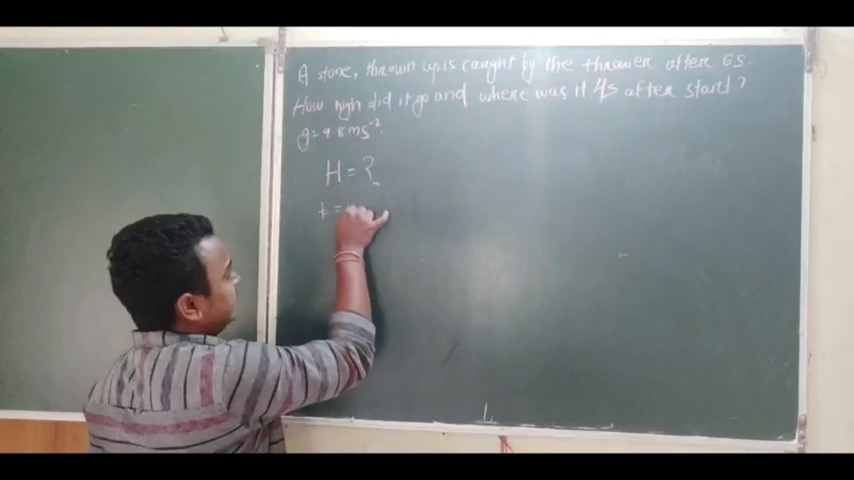 A stone, thrown up is caught by the thrower after 6s.
How high did it go and where was it 4s after start?
g = 9.8 ms⁻².
H = ?
t =